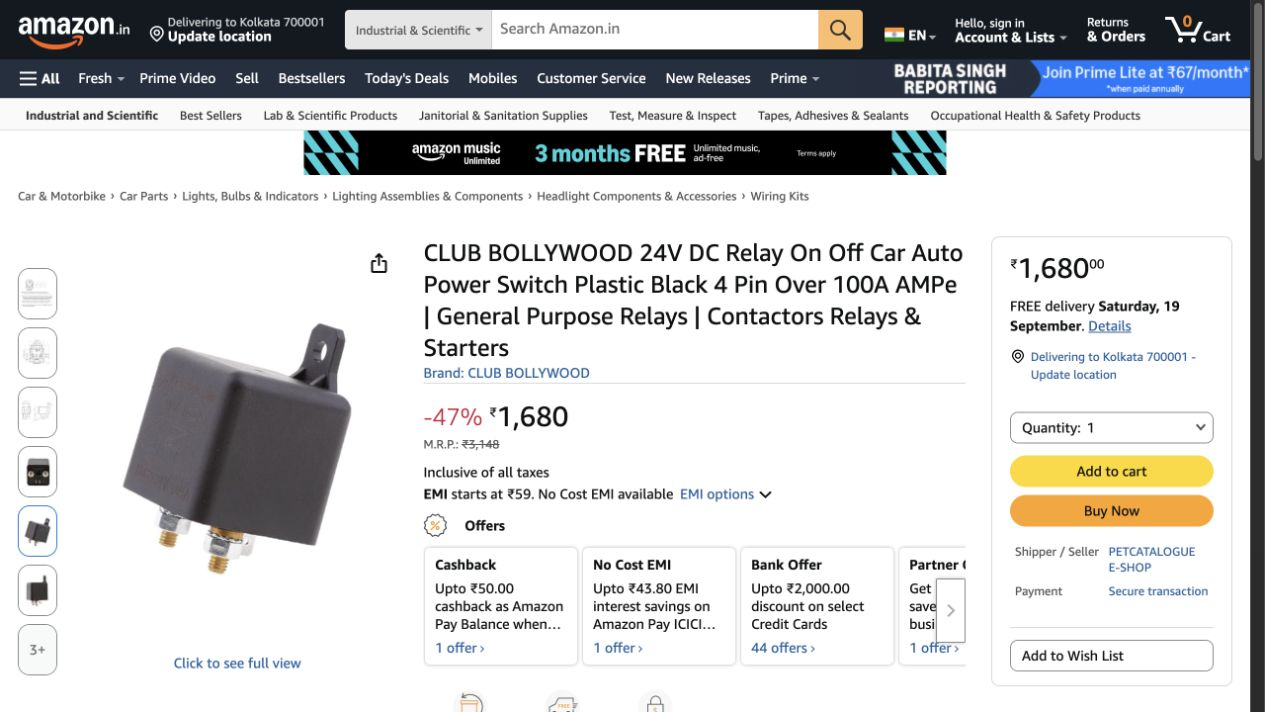 amazon.in
Delivering to Kolkata 700001
Update location
Industrial & Scientific
Search Amazon.in
EN
Hello, sign in
Account & Lists
Returns
& Orders
0
Cart
All
Fresh
Prime Video
Sell
Bestsellers
Today's Deals
Mobiles
Customer Service
New Releases
Prime
BABITA SINGH
REPORTING
Join Prime Lite at ₹67/month*
*when paid annually
Industrial and Scientific
Best Sellers
Lab & Scientific Products
Janitorial & Sanitation Supplies
Test, Measure & Inspect
Tapes, Adhesives & Sealants
Occupational Health & Safety Products
amazon music
Unlimited
3 months FREE
Unlimited music,
ad-free
Terms apply
Car & Motorbike › Car Parts › Lights, Bulbs & Indicators › Lighting Assemblies & Components › Headlight Components & Accessories › Wiring Kits
CLUB BOLLYWOOD 24V DC Relay On Off Car Auto
Power Switch Plastic Black 4 Pin Over 100A AMPe
| General Purpose Relays | Contactors Relays &
Starters
Brand: CLUB BOLLYWOOD
-47% ₹1,680
M.R.P.: ₹3,148
Inclusive of all taxes
EMI starts at ₹59. No Cost EMI available EMI options
Offers
Cashback
Upto ₹50.00
cashback as Amazon
Pay Balance when...
1 offer ›
No Cost EMI
Upto ₹43.80 EMI
interest savings on
Amazon Pay ICICI...
1 offer ›
Bank Offer
Upto ₹2,000.00
discount on select
Credit Cards
44 offers ›
Partner
Get
save
busi
1 offer ›
3+
Click to see full view
FREE
₹1,680⁰⁰
FREE delivery Saturday, 19
September. Details
Delivering to Kolkata 700001 -
Update location
Quantity: 1
Add to cart
Buy Now
Shipper / Seller PETCATALOGUE
E-SHOP
Payment Secure transaction
Add to Wish List